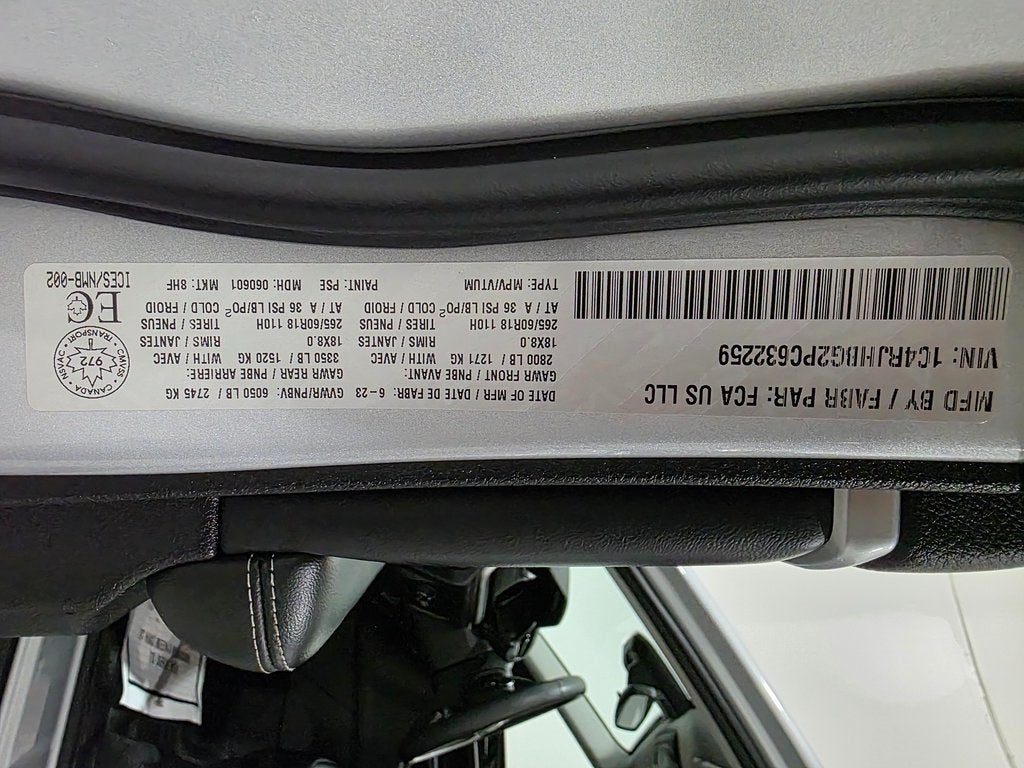 MFD BY / FABR PAR: FCA US LLC
VIN: 1C4RJHBG2PC632259
DATE OF MFR / DATE DE FABR: 6-23 GVWR/PNBV: 6050 LB / 2745 KG
GAWR FRONT / PNBE AVANT: GAWR REAR / PNBE ARRIERE:
2800 LB / 1271 KG WITH / AVEC 3350 LB / 1520 KG WITH / AVEC
18X8.0 RIMS / JANTES 18X8.0 RIMS / JANTES
265/60R18 110H TIRES / PNEUS 265/60R18 110H TIRES / PNEUS
AT / A 36 PSI LB/PO² COLD / FROID AT / A 36 PSI LB/PO² COLD / FROID
TYPE: MPV/VTUM PAINT: PSE MDH: 060601 MKT: 8HF
CANADA
NSVAC
CMVSS
972
TRANSPORT
EC
ICES/NMB-002